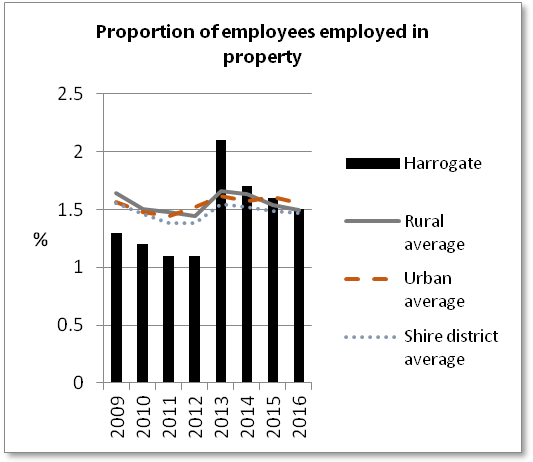 Proportion of employees employed in
property
2.5
2
1.5
1
0.5
0
%
2009
2010
2011
2012
2013
2014
2015
2016
Harrogate
Rural
average
Urban
average
Shire district
average